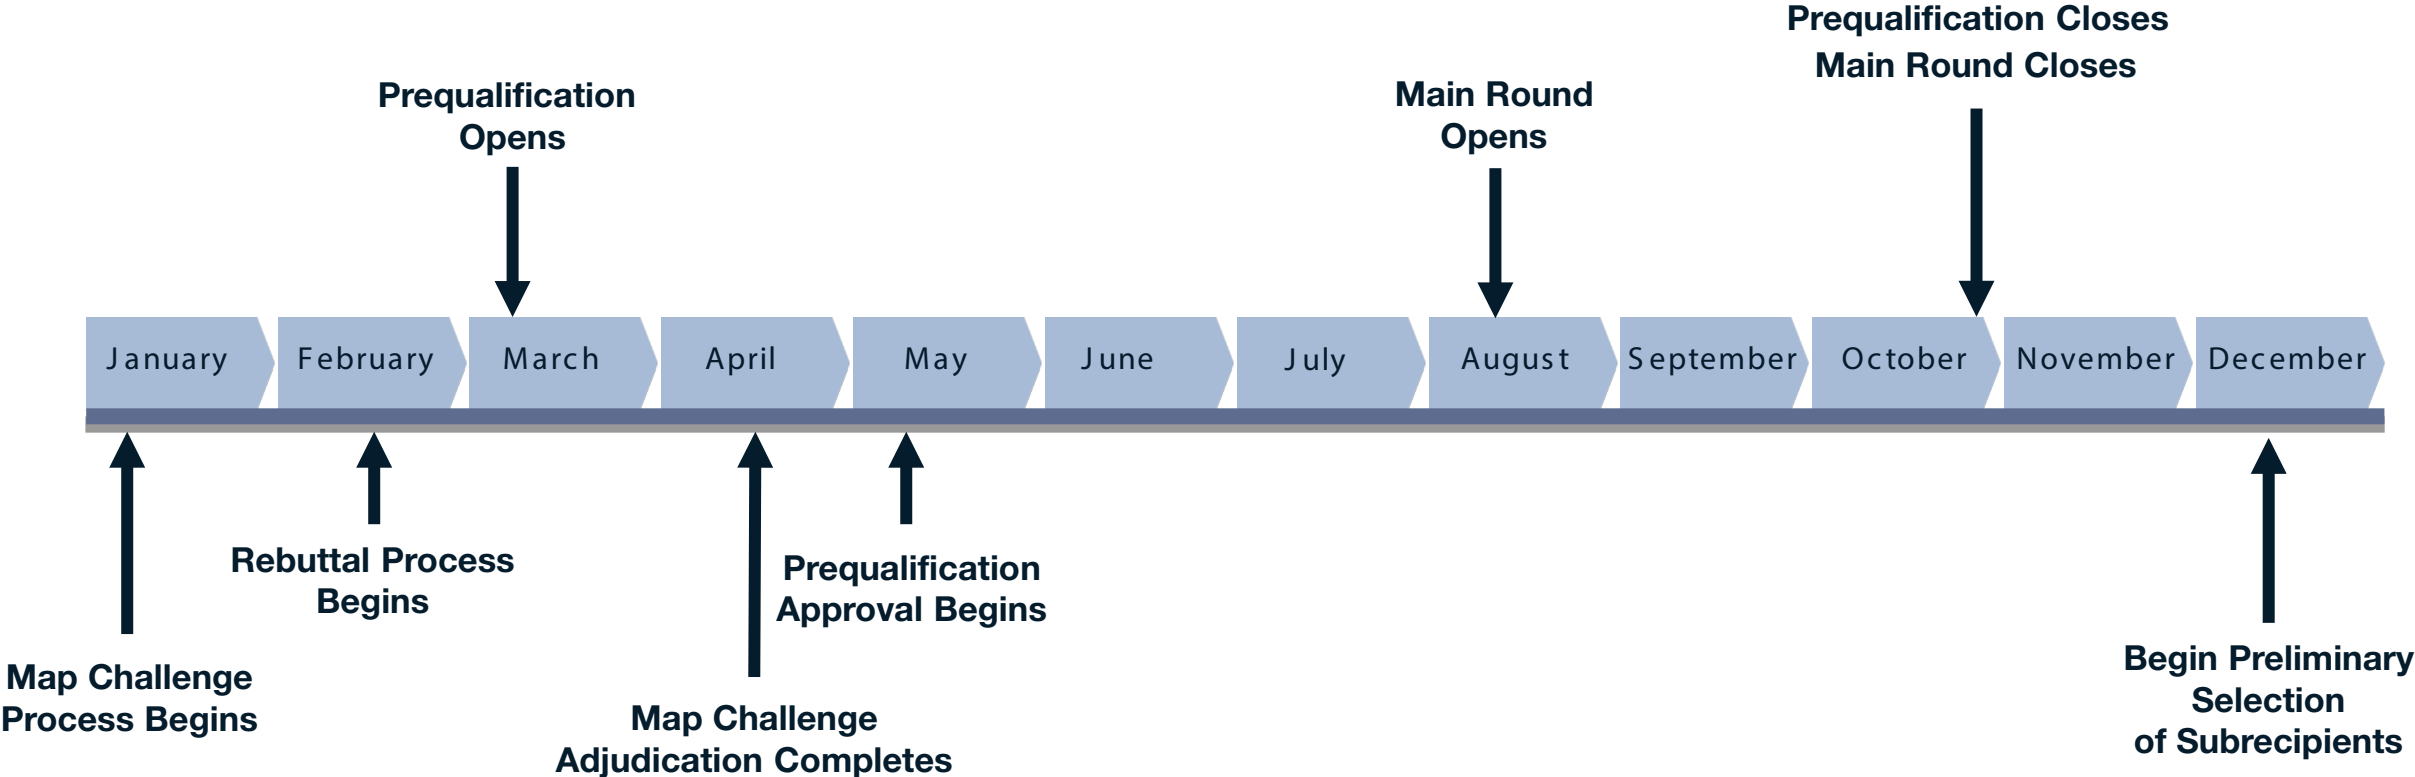 Prequalification Closes
Main Round Closes
Prequalification
Opens
Main Round
Opens
January
February
March
April
May
June
July
August
September
October
November
December
Rebuttal Process
Begins
Prequalification
Approval Begins
Map Challenge
Process Begins
Map Challenge
Adjudication Completes
Begin Preliminary
Selection
of Subrecipients